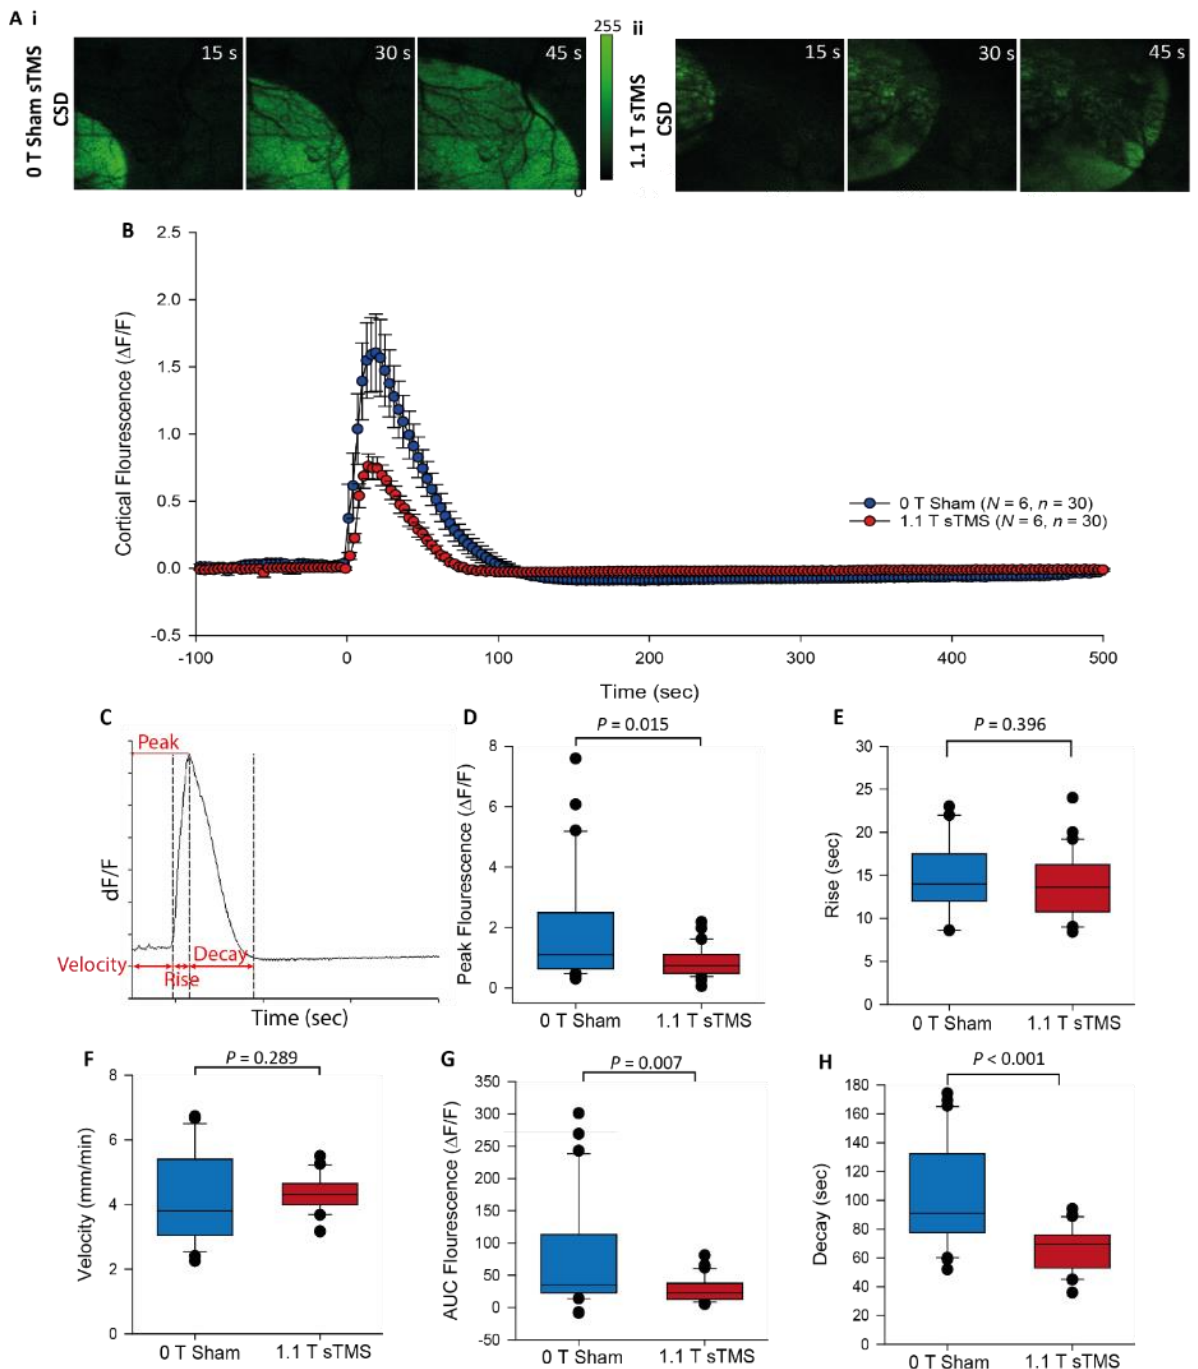 A i
0 T Sham sTMS
CSD
15 s
30 s
45 s
255
0
ii
1.1 T sTMS
CSD
15 s
30 s
45 s
B
2.5
2.0
1.5
1.0
0.5
0.0
-0.5
Cortical Flourescence (ΔF/F)
0 T Sham (N = 6, n = 30)
1.1 T sTMS (N = 6, n = 30)
-100 0 100 200 300 400 500
Time (sec)
C
Peak
dF/F
Velocity
Rise
Decay
Time (sec)
D
P = 0.015
Peak Flourescence (ΔF/F)
8
6
4
2
0
0 T Sham 1.1 T sTMS
E
P = 0.396
Rise (sec)
30
25
20
15
10
5
0
0 T Sham 1.1 T sTMS
F
P = 0.289
Velocity (mm/min)
8
6
4
2
0
0 T Sham 1.1 T sTMS
G
P = 0.007
AUC Flourescence (ΔF/F)
350
300
250
200
150
100
50
0
-50
0 T Sham 1.1 T sTMS
H
P < 0.001
Decay (sec)
180
160
140
120
100
80
60
40
20
0
0 T Sham 1.1 T sTMS